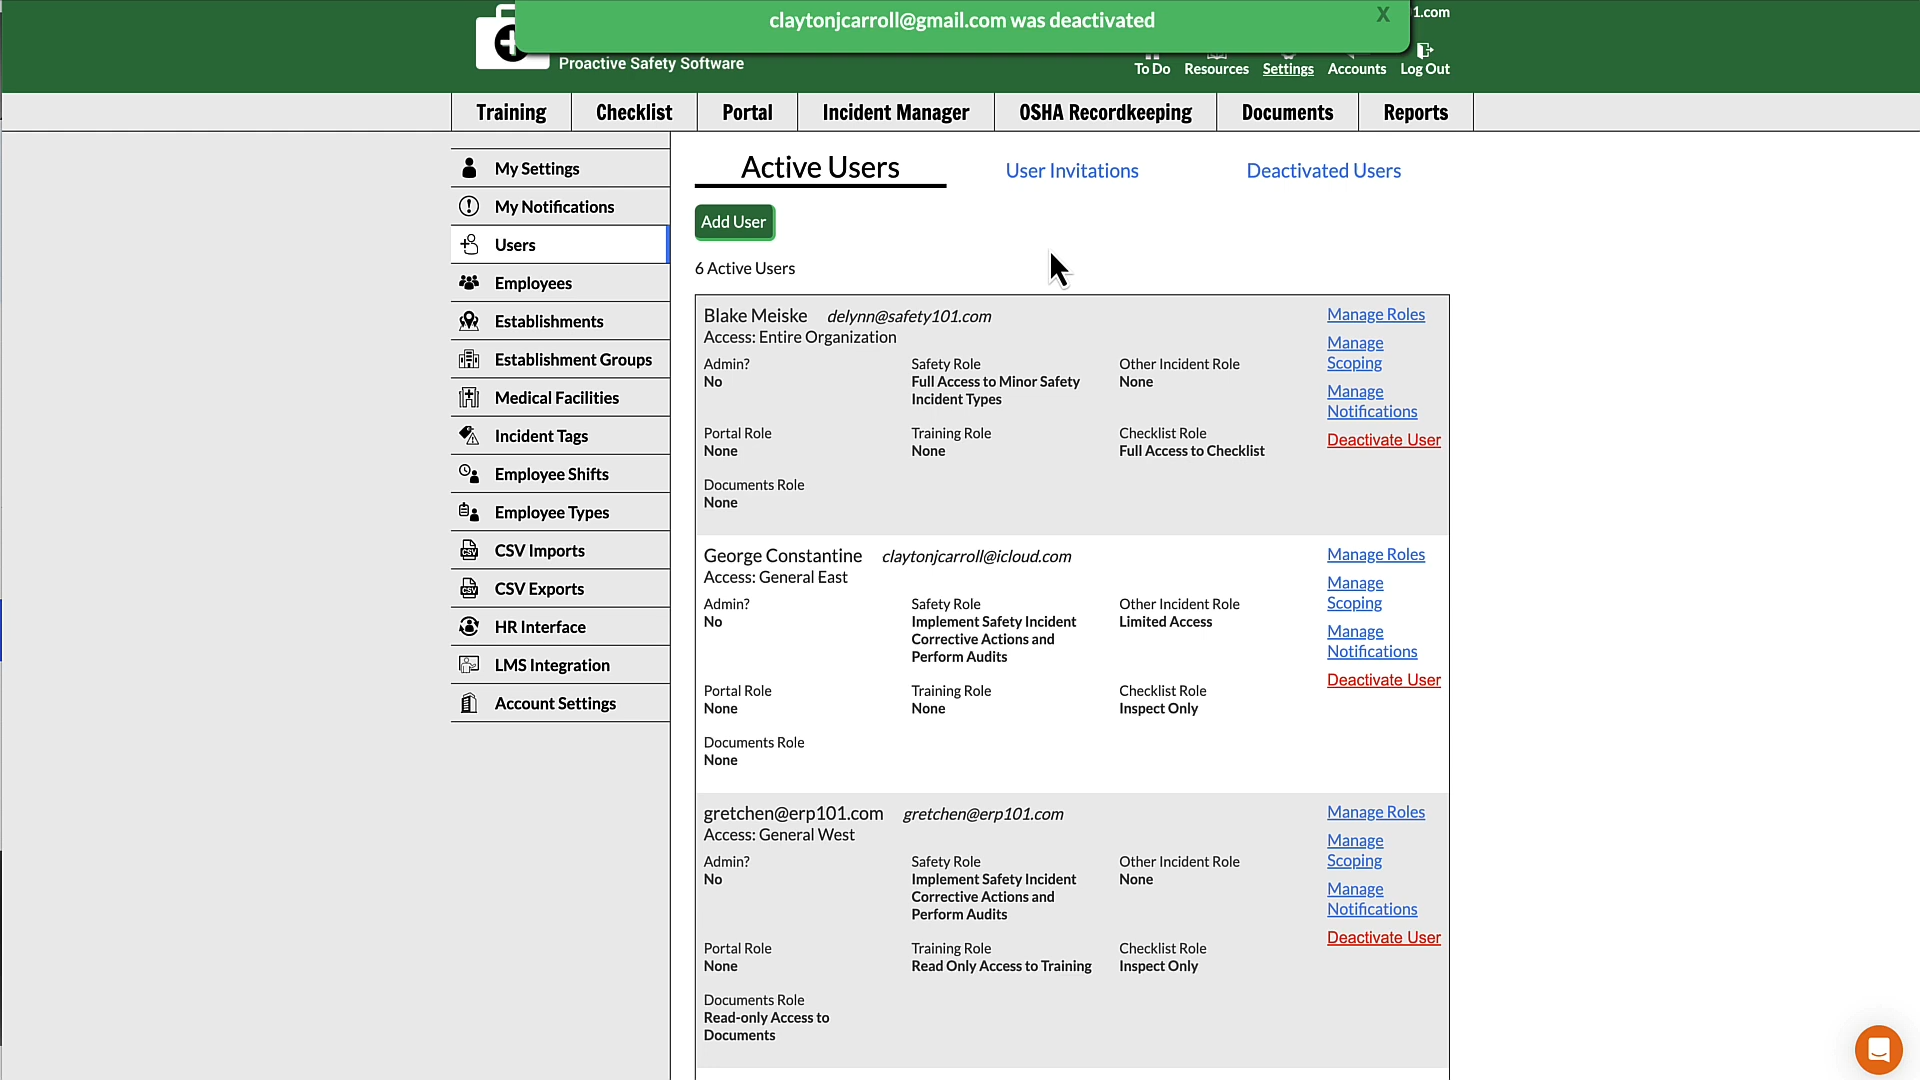 claytonjcarroll@gmail.com was deactivated
X
1.com
Proactive Safety Software
To Do
Resources
Settings
Accounts
Log Out
Training
Checklist
Portal
Incident Manager
OSHA Recordkeeping
Documents
Reports
My Settings
My Notifications
Users
Employees
Establishments
Establishment Groups
Medical Facilities
Incident Tags
Employee Shifts
Employee Types
CSV Imports
CSV Exports
HR Interface
LMS Integration
Account Settings
Active Users
User Invitations
Deactivated Users
Add User
6 Active Users
Blake Meiske delynn@safety101.com
Access: Entire Organization
Admin?
No
Safety Role
Full Access to Minor Safety
Incident Types
Other Incident Role
None
Portal Role
None
Training Role
None
Checklist Role
Full Access to Checklist
Documents Role
None
Manage Roles
Manage
Scoping
Manage
Notifications
Deactivate User
George Constantine claytonjcarroll@icloud.com
Access: General East
Admin?
No
Safety Role
Implement Safety Incident
Corrective Actions and
Perform Audits
Other Incident Role
Limited Access
Portal Role
None
Training Role
None
Checklist Role
Inspect Only
Documents Role
None
Manage Roles
Manage
Scoping
Manage
Notifications
Deactivate User
gretchen@erp101.com gretchen@erp101.com
Access: General West
Admin?
No
Safety Role
Implement Safety Incident
Corrective Actions and
Perform Audits
Other Incident Role
None
Portal Role
None
Training Role
Read Only Access to Training
Checklist Role
Inspect Only
Documents Role
Read-only Access to
Documents
Manage Roles
Manage
Scoping
Manage
Notifications
Deactivate User